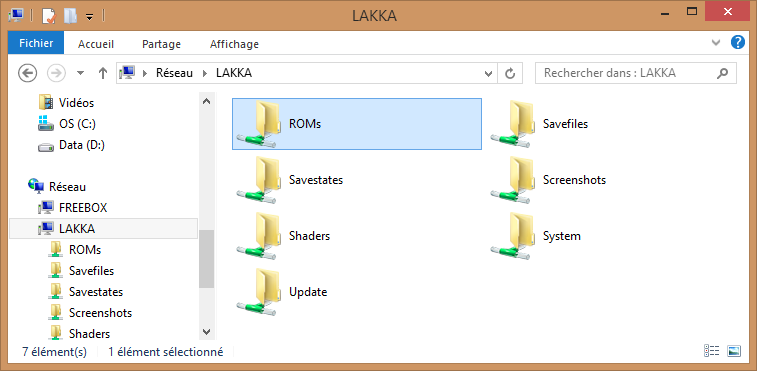 LAKKA
Fichier Accueil Partage Affichage
Réseau LAKKA Rechercher dans : LAKKA
Vidéos
OS (C:)
Data (D:)
Réseau
FREEBOX
LAKKA
ROMs
Savefiles
Savestates
Screenshots
Shaders
ROMs Savefiles
Savestates Screenshots
Shaders System
Update
7 élément(s) 1 élément sélectionné